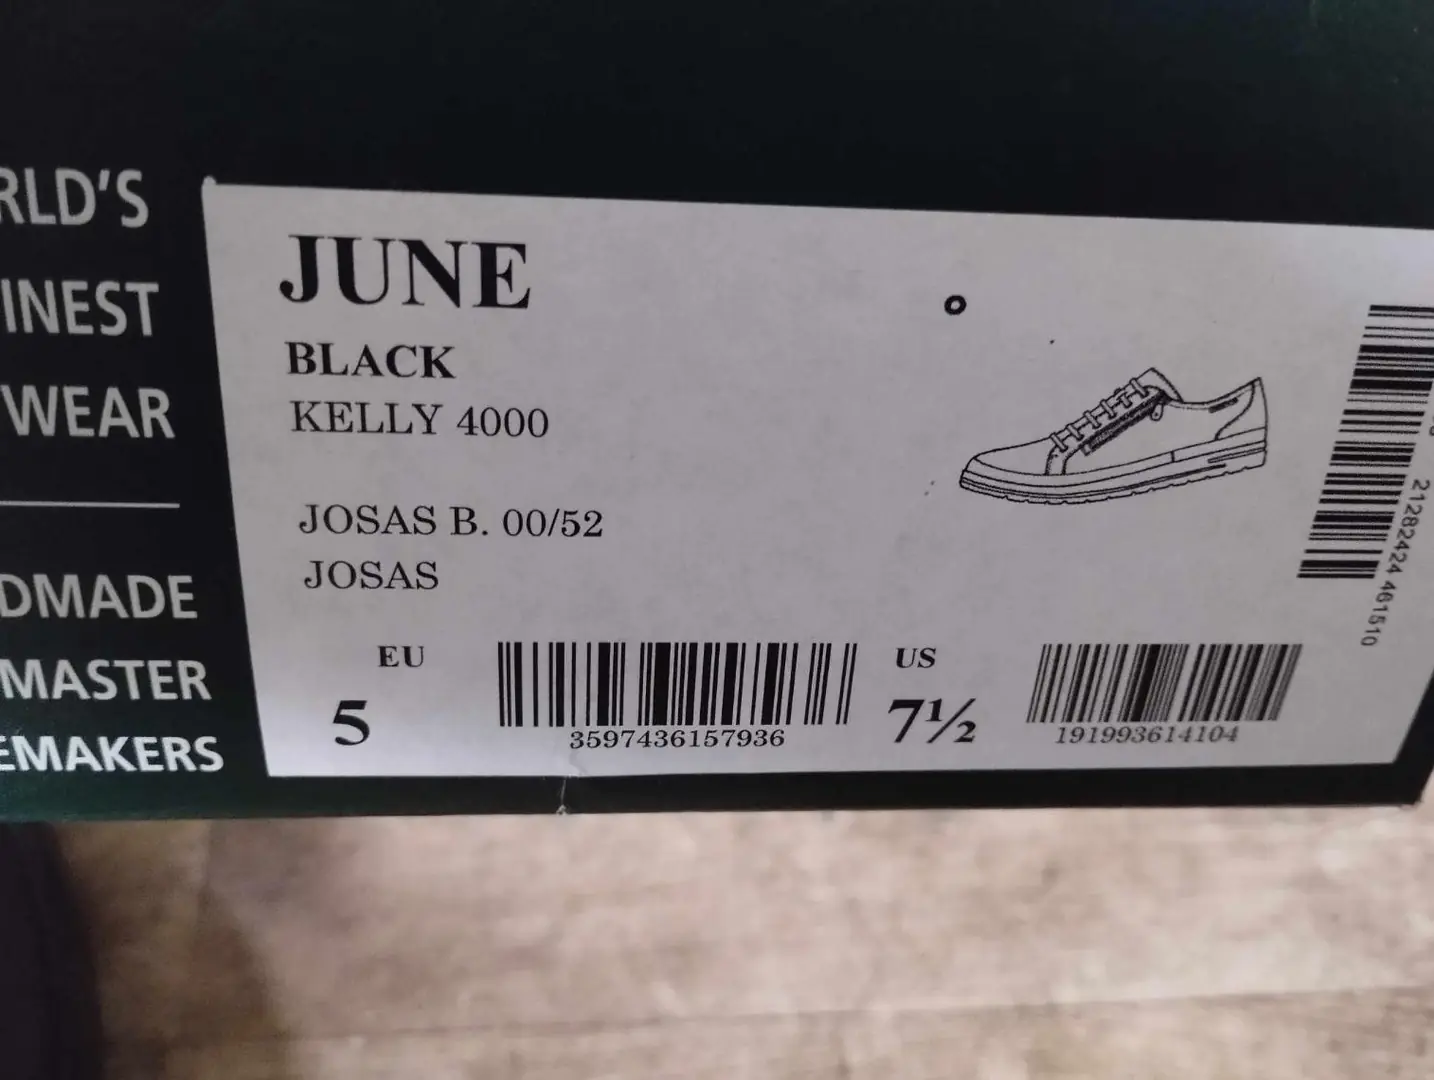 RLD'S
INEST
WEAR
DMADE
MASTER
EMAKERS
JUNE
BLACK
KELLY 4000
JOSAS B. 00/52
JOSAS
EU
5
3597436157936
US
7½
191993614104
21282424 461510